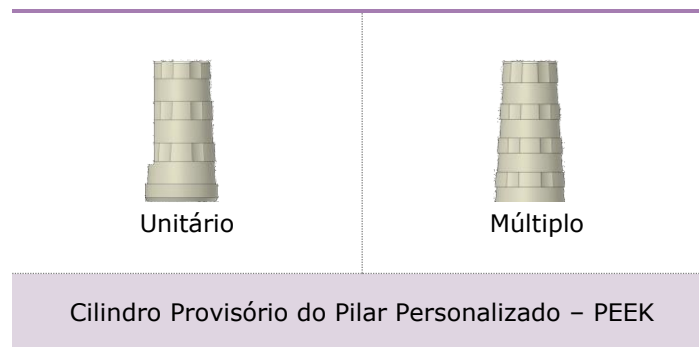 Unitário
Múltiplo
Cilindro Provisório do Pilar Personalizado – PEEK